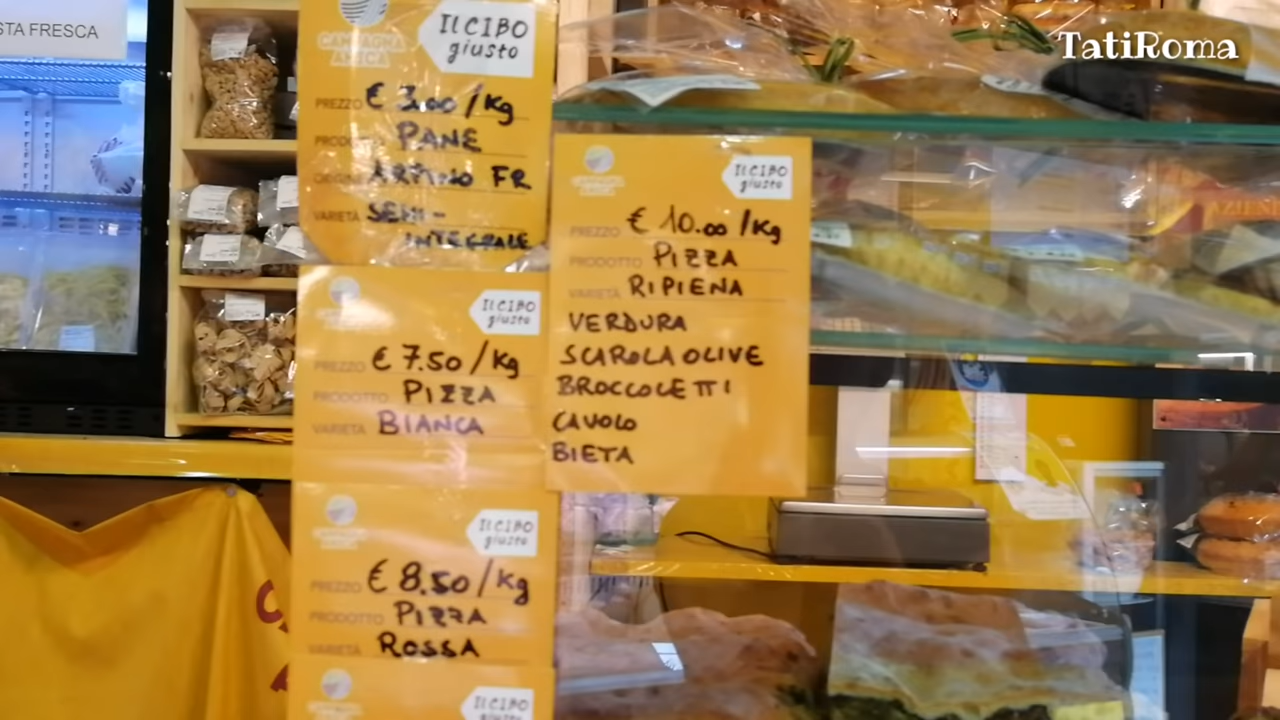 STA FRESCA
TatiRoma
CAMPAGNA
AMICA
IL CIBO
giusto
PREZZO € 3.00 /Kg
PRODOTTO PANE
ORIGINE ARPINO FR
VARIETÀ SEMI-
INTEGRALE
IL CIBO
giusto
PREZZO € 10.00 /Kg
PRODOTTO PIZZA
VARIETÀ RIPIENA
VERDURA
SCAROLA OLIVE
BROCCOLETTI
CAVOLO
BIETA
IL CIBO
giusto
PREZZO € 7.50 /Kg
PRODOTTO PIZZA
VARIETÀ BIANCA
IL CIBO
giusto
PREZZO € 8.50 /Kg
PRODOTTO PIZZA
VARIETÀ ROSSA
IL CIBO
giusto
AZIEN